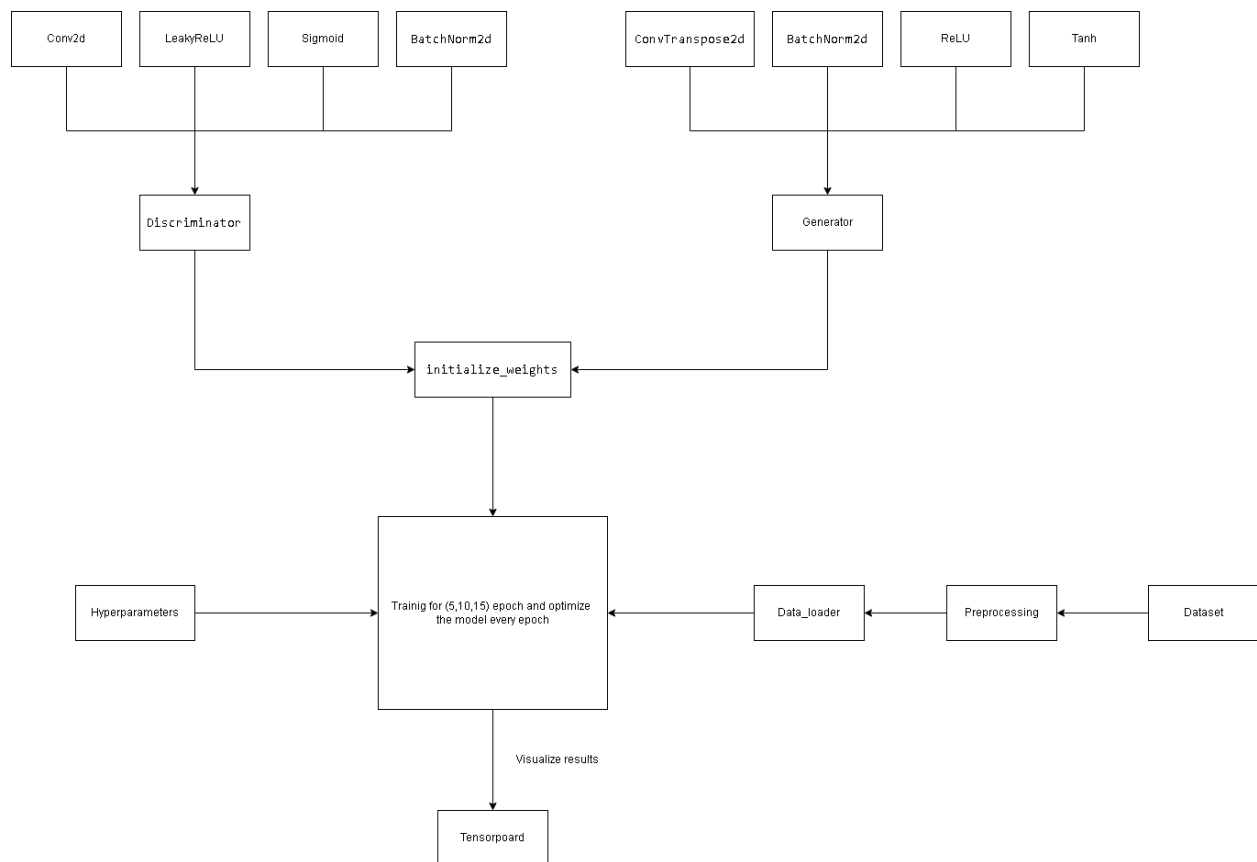 Conv2d
LeakyReLU
Sigmoid
BatchNorm2d
ConvTranspose2d
BatchNorm2d
ReLU
Tanh
Discriminator
Generator
initialize_weights
Hyperparameters
Trainig for (5,10,15) epoch and optimize
the model every epoch
Data_loader
Preprocessing
Dataset
Visualize results
Tensorpoard